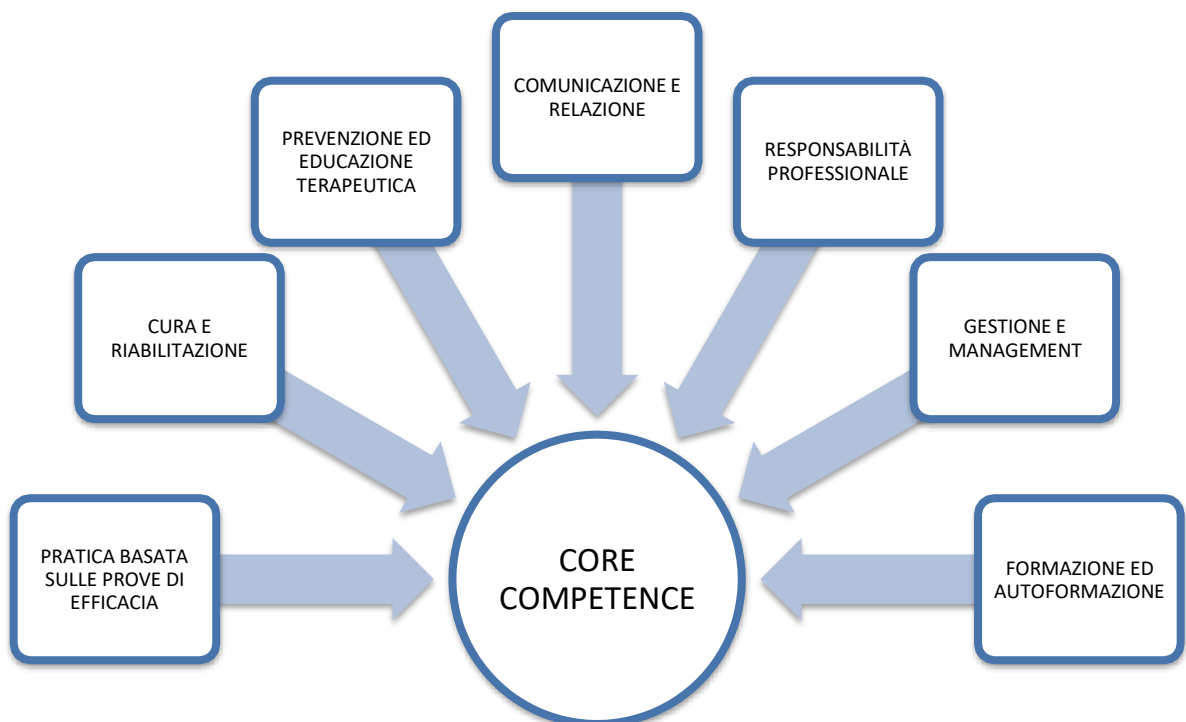 COMUNICAZIONE E
RELAZIONE
PREVENZIONE ED
EDUCAZIONE
TERAPEUTICA
RESPONSABILITÀ
PROFESSIONALE
CURA E
RIABILITAZIONE
GESTIONE E
MANAGEMENT
PRATICA BASATA
SULLE PROVE DI
EFFICACIA
CORE
COMPETENCE
FORMAZIONE ED
AUTOFORMAZIONE